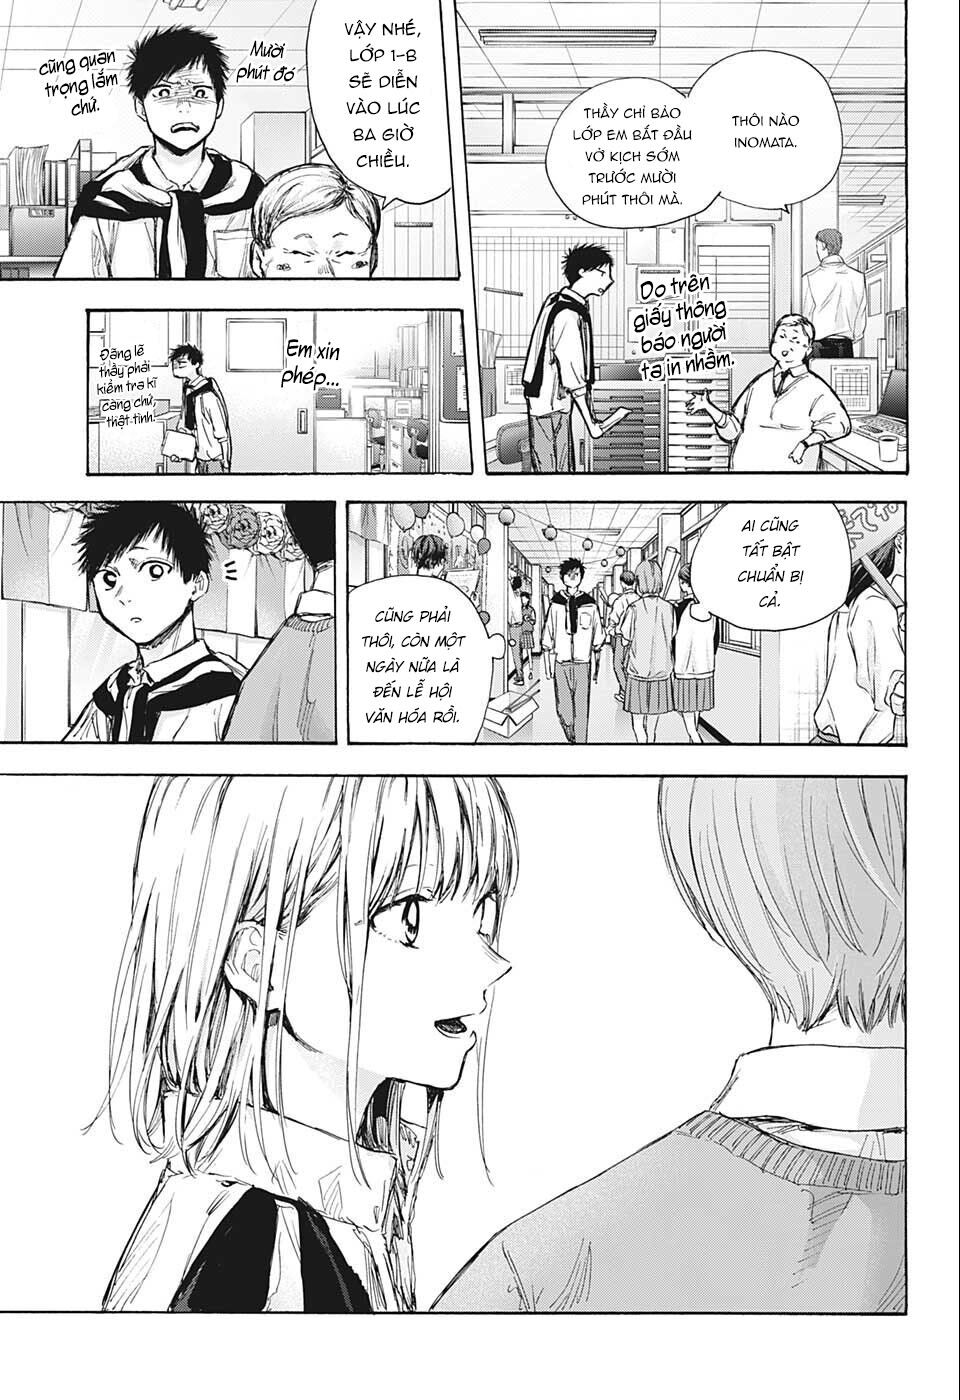 THÔI NÀO
INOMATA.
THẦY CHỈ BẢO
LỚP EM BẮT ĐẦU
VỞ KỊCH SỚM
TRƯỚC MƯỜI
PHÚT THÔI MÀ.
Do trên
giấy thông
báo người
ta in nhầm.
VẬY NHÉ,
LỚP 1-B
SẼ DIỄN
VÀO LÚC
BA GIỜ
CHIỀU.
Mười
phút đó
cũng quan
trọng lắm
chứ.
Em xin
phép...
Đáng lẽ
thầy phải
kiểm tra kĩ
càng chứ,
thật tình.
AI CŨNG
TẤT BẬT
CHUẨN BỊ
CẢ.
CŨNG PHẢI
THÔI, CÒN MỘT
NGÀY NỮA LÀ
ĐẾN LỄ HỘI
VĂN HÓA RỒI.